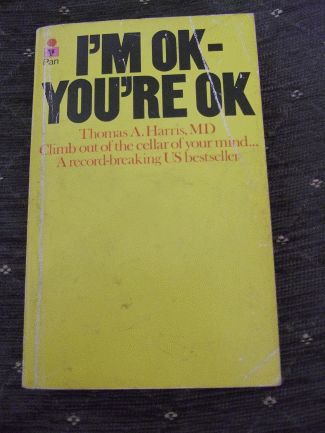 Pan
I'M OK-
YOU'RE OK
Thomas A. Harris, MD
Climb out of the cellar of your mind...
A record-breaking US bestseller